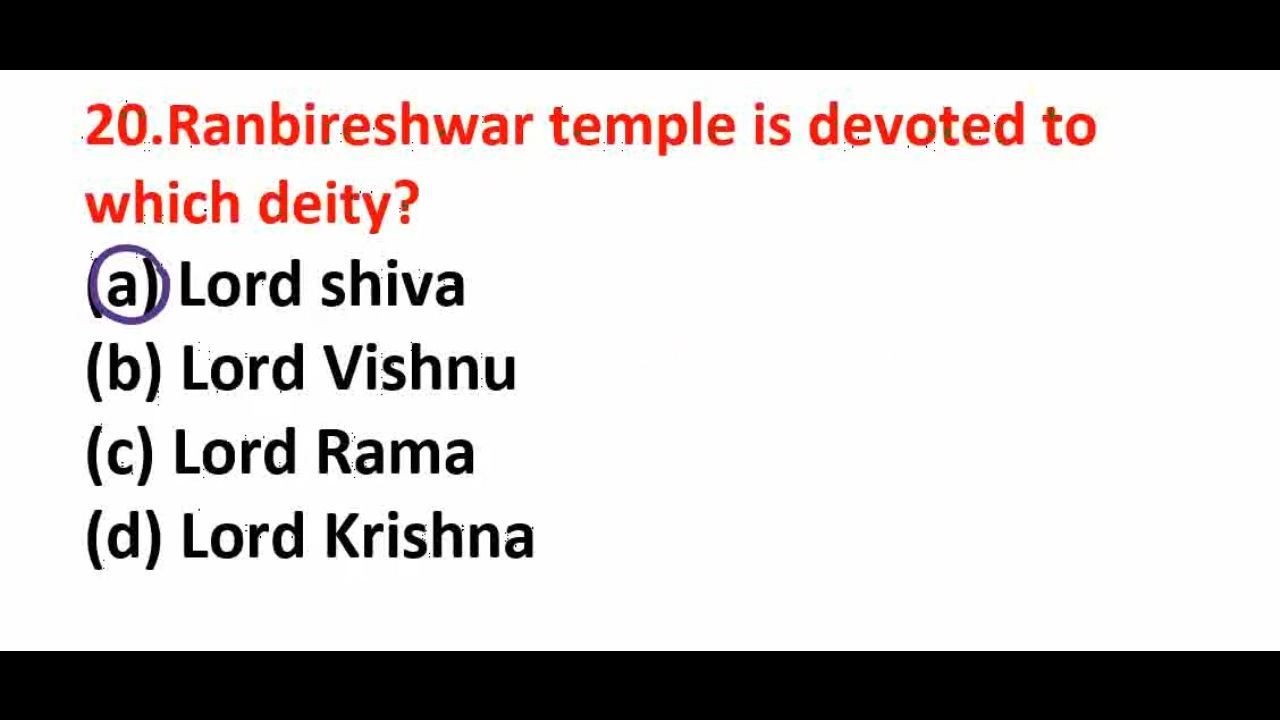 20.Ranbireshwar temple is devoted to
which deity?
(a) Lord shiva
(b) Lord Vishnu
(c) Lord Rama
(d) Lord Krishna